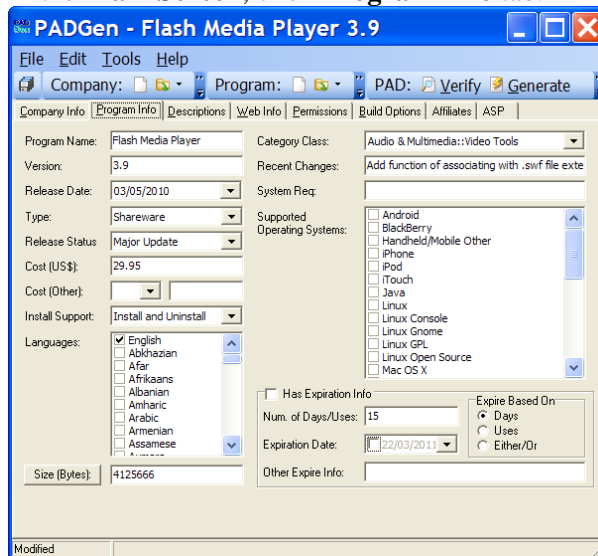 PADGen - Flash Media Player 3.9
File Edit Tools Help
Company: Program: PAD: Verify Generate
Company Info Program Info Descriptions Web Info Permissions Build Options Affiliates ASP
Program Name: Flash Media Player
Version: 3.9
Release Date: 03/05/2010
Type: Shareware
Release Status Major Update
Cost (US$): 29.95
Cost (Other):
Install Support: Install and Uninstall
Languages: English
Abkhazian
Afar
Afrikaans
Albanian
Amharic
Arabic
Armenian
Assamese
Size (Bytes): 4125666
Category Class: Audio & Multimedia::Video Tools
Recent Changes: Add function of associating with .swf file exte
System Req:
Supported
Operating Systems:
Android
BlackBerry
Handheld/Mobile Other
iPhone
iPod
iTouch
Java
Linux
Linux Console
Linux Gnome
Linux GPL
Linux Open Source
Mac OS X
Has Expiration Info
Num. of Days/Uses: 15
Expiration Date: 22/03/2011
Other Expire Info:
Expire Based On
Days
Uses
Either/Or
Modified